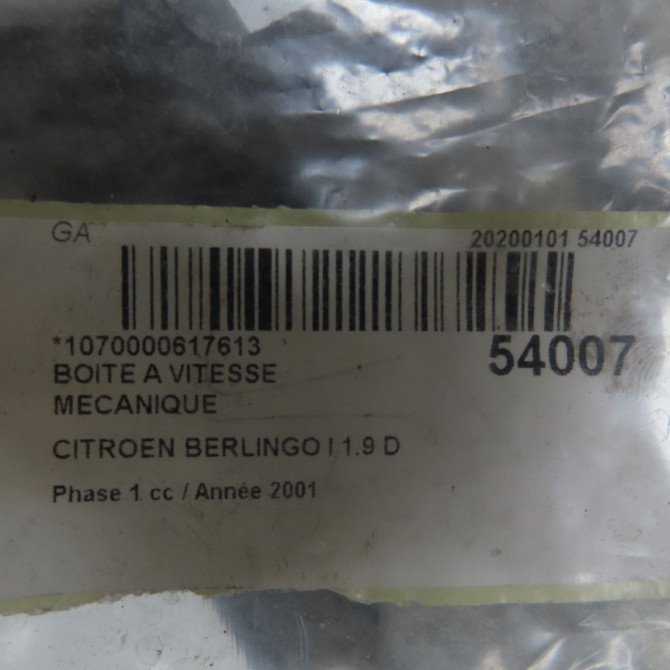 GA
20200101 54007
*1070000617613
54007
BOITE A VITESSE
MECANIQUE
CITROEN BERLINGO I 1.9 D
Phase 1 cc / Année 2001